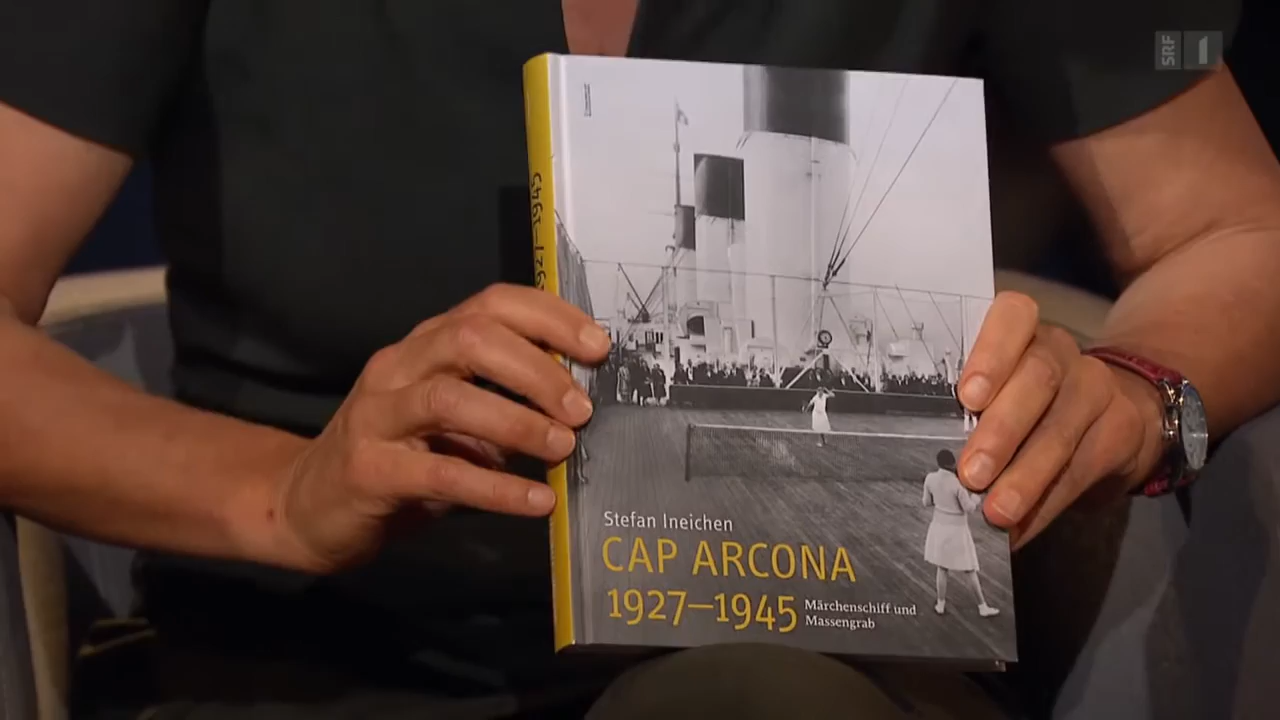 SRF 1
1927–1945
Stefan Ineichen
CAP ARCONA
1927–1945 Märchenschiff und
Massengrab